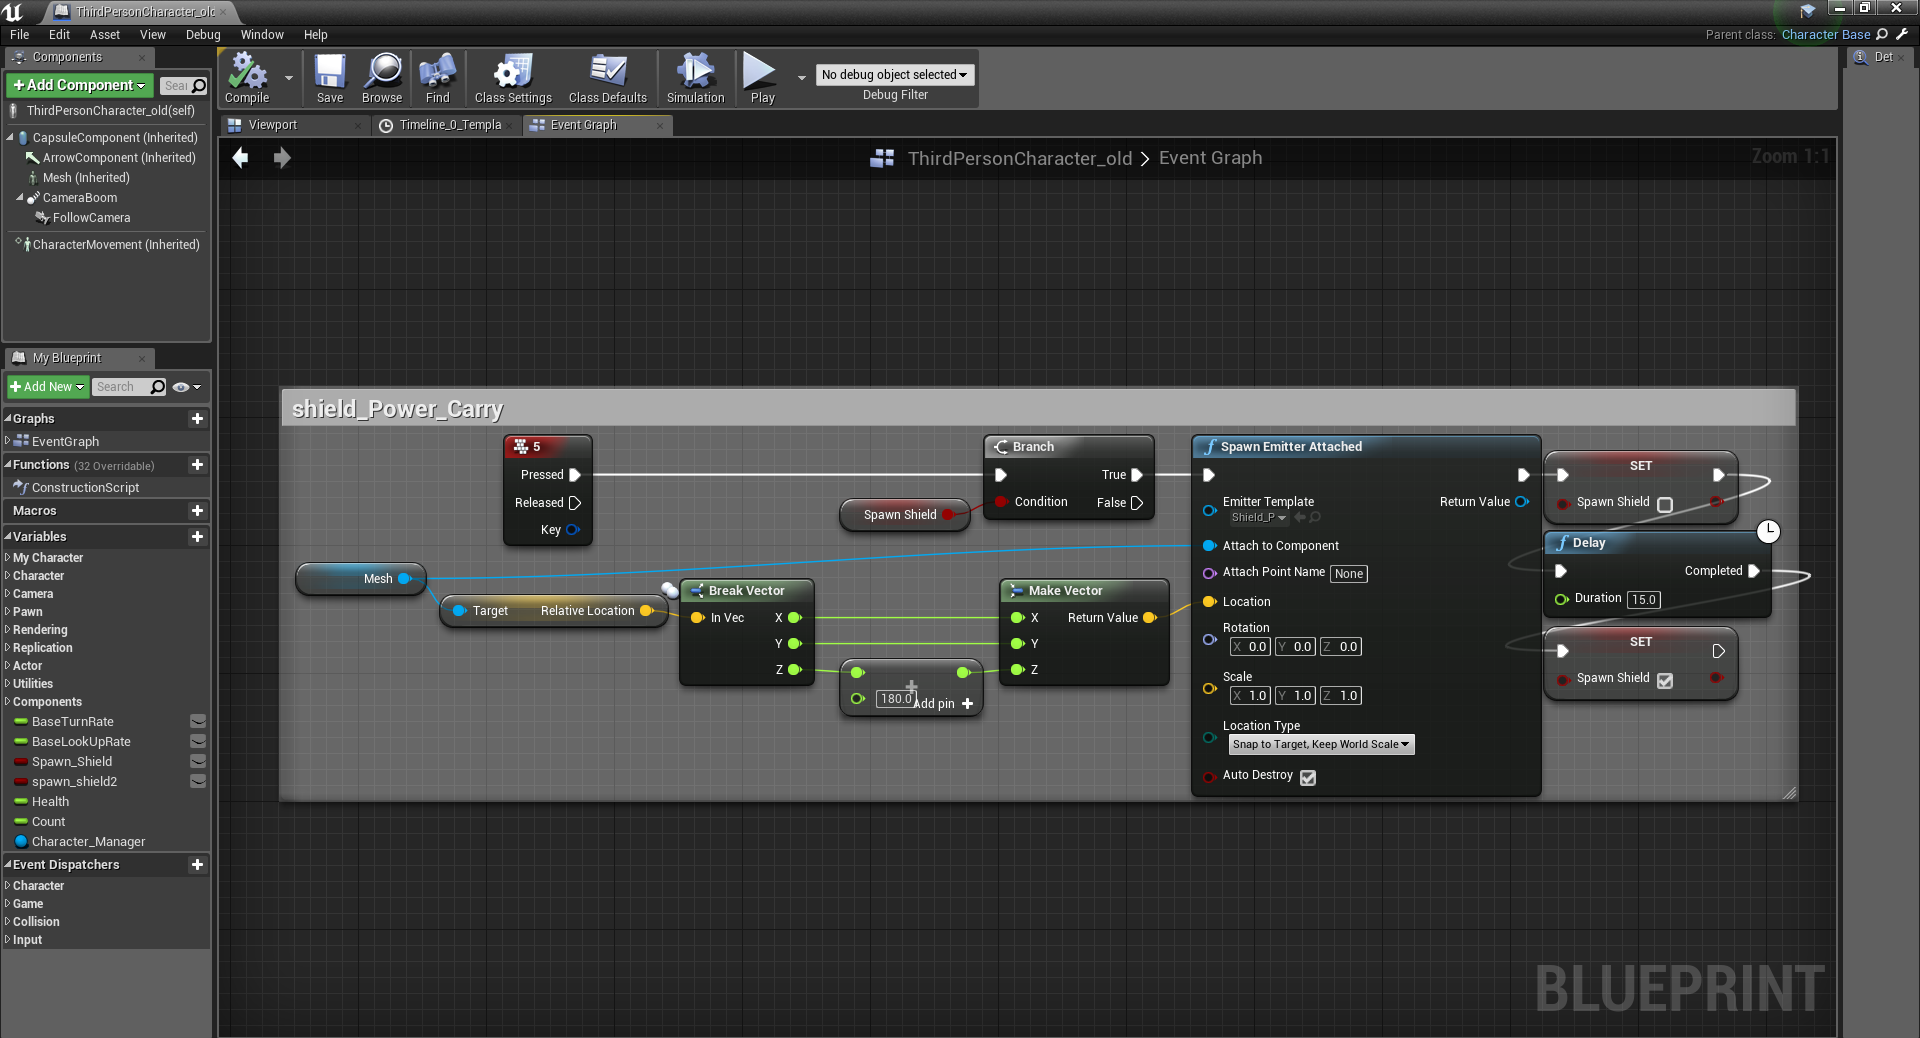 ThirdPersonCharacter_old
File Edit Asset View Debug Window Help
Parent class: Character Base
Components
Det
Add Component
Sear
ThirdPersonCharacter_old(self)
CapsuleComponent (Inherited)
ArrowComponent (Inherited)
Mesh (Inherited)
CameraBoom
FollowCamera
CharacterMovement (Inherited)
Compile
Save
Browse
Find
Class Settings
Class Defaults
Simulation
Play
No debug object selected
Debug Filter
Viewport
Timeline_0_Templa
Event Graph
ThirdPersonCharacter_old > Event Graph
Zoom 1:1
My Blueprint
Add New
Search
Graphs
EventGraph
Functions (32 Overridable)
ConstructionScript
Macros
Variables
My Character
Character
Camera
Pawn
Rendering
Replication
Actor
Utilities
Components
BaseTurnRate
BaseLookUpRate
Spawn_Shield
spawn_shield2
Health
Count
Character_Manager
Event Dispatchers
Character
Game
Collision
Input
shield_Power_Carry
5
Pressed
Released
Key
Mesh
Target Relative Location
Break Vector
In Vec X
Y
Z
180.0
Add pin
Spawn Shield
Branch
True
Condition False
Make Vector
X Return Value
Y
Z
Spawn Emitter Attached
Emitter Template Return Value
Shield_P
Attach to Component
Attach Point Name None
Location
Rotation
X 0.0 Y 0.0 Z 0.0
Scale
X 1.0 Y 1.0 Z 1.0
Location Type
Snap to Target, Keep World Scale
Auto Destroy
SET
Spawn Shield
Delay
Completed
Duration 15.0
SET
Spawn Shield
BLUEPRINT